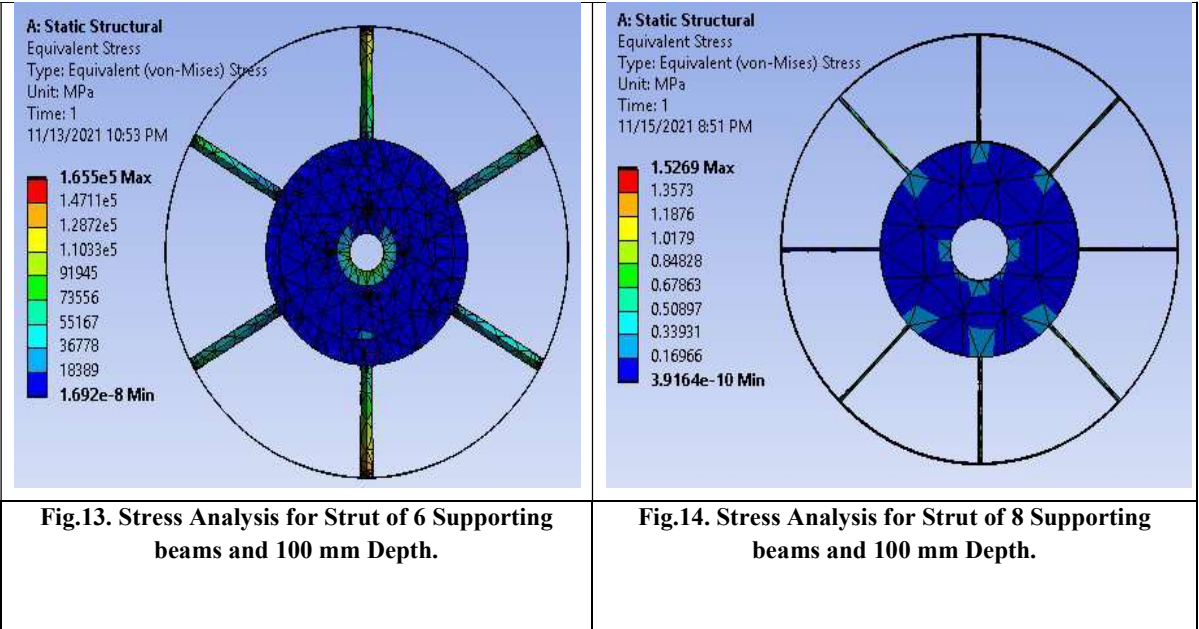 A: Static Structural
Equivalent Stress
Type: Equivalent (von-Mises) Stress
Unit: MPa
Time: 1
11/13/2021 10:53 PM
1.655e5 Max
1.4711e5
1.2872e5
1.1033e5
91945
73556
55167
36778
18389
1.692e-8 Min
Fig.13. Stress Analysis for Strut of 6 Supporting
beams and 100 mm Depth.
A: Static Structural
Equivalent Stress
Type: Equivalent (von-Mises) Stress
Unit: MPa
Time: 1
11/15/2021 8:51 PM
1.5269 Max
1.3573
1.1876
1.0179
0.84828
0.67863
0.50897
0.33931
0.16966
3.9164e-10 Min
Fig.14. Stress Analysis for Strut of 8 Supporting
beams and 100 mm Depth.